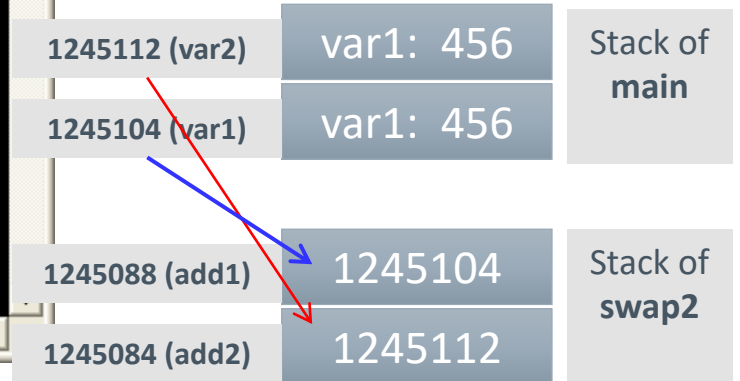 1245112 (var2)
var1: 456
Stack of
main
1245104 (var1)
var1: 456
1245088 (add1)
1245104
Stack of
swap2
1245084 (add2)
1245112